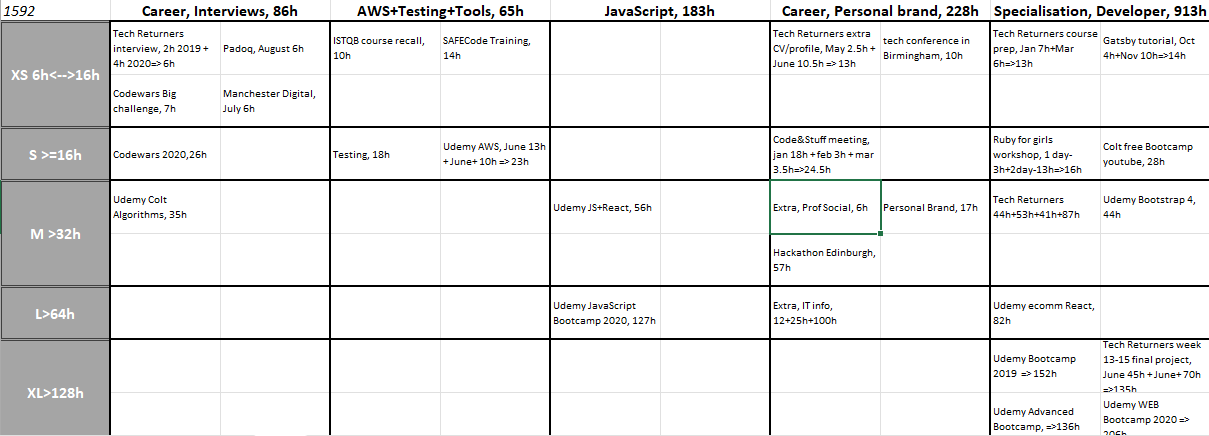 1592
Career, Interviews, 86h
AWS+Testing+Tools, 65h
JavaScript, 183h
Career, Personal brand, 228h
Specialisation, Developer, 913h
XS 6h<-->16h
Tech Returners
interview, 2h 2019 +
4h 2020=> 6h
Padoq, August 6h
ISTQB course recall,
10h
SAFECode Training,
14h
Tech Returners extra
CV/profile, May 2.5h +
June 10.5h => 13h
tech conference in
Birmingham, 10h
Tech Returners course
prep, Jan 7h+Mar
6h=>13h
Gatsby tutorial, Oct
4h+Nov 10h=>14h
Codewars Big
challenge, 7h
Manchester Digital,
July 6h
S >=16h
Codewars 2020,26h
Testing, 18h
Udemy AWS, June 13h
+June+ 10h => 23h
Code&Stuff meeting,
jan 18h + feb 3h + mar
3.5h=>24.5h
Ruby for girls
workshop, 1 day-
3h+2day-13h=>16h
Colt free Bootcamp
youtube, 28h
M >32h
Udemy Colt
Algorithms, 35h
Udemy JS+React, 56h
Extra, Prof Social, 6h
Personal Brand, 17h
Tech Returners
44h+53h+41h+87h
Udemy Bootstrap 4,
44h
Hackathon Edinburgh,
57h
L>64h
Udemy JavaScript
Bootcamp 2020, 127h
Extra, IT info,
12+25h+100h
Udemy ecomm React,
82h
XL>128h
Udemy Bootcamp
2019 => 152h
Tech Returners week
13-15 final project,
June 45h +June+ 70h
=>135h
Udemy Advanced
Bootcamp, =>136h
Udemy WEB
Bootcamp 2020 =>
206h